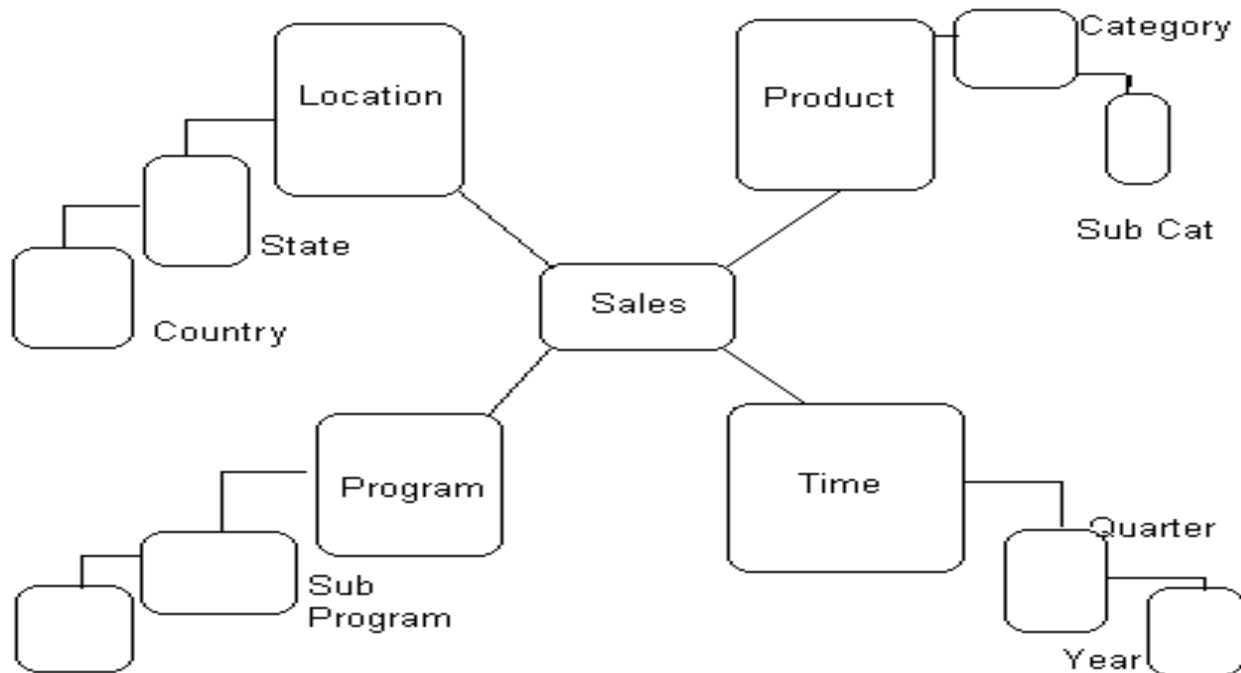 Category
Location
Product
Sub Cat
State
Sales
Country
Program
Time
Quarter
Sub
Program
Year